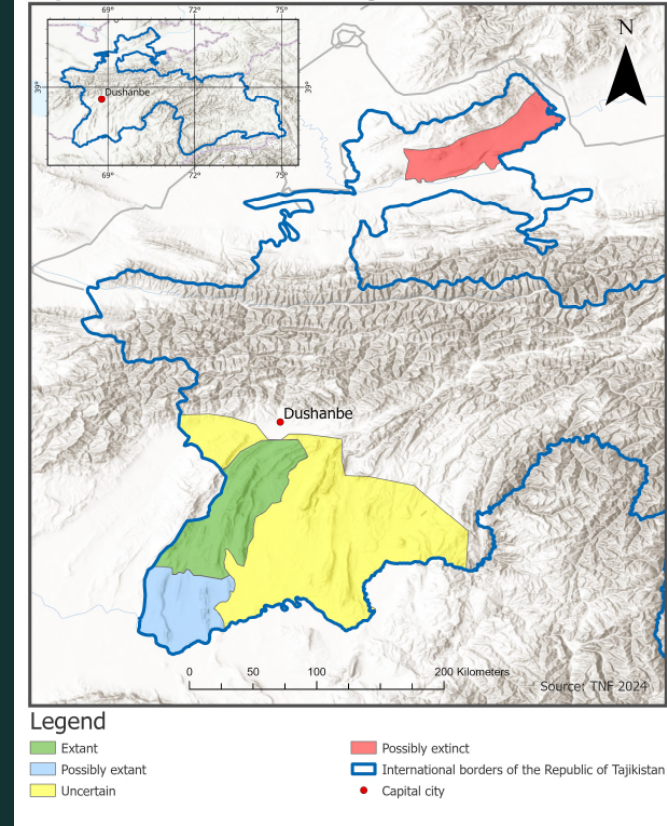 69°
72°
75°
39°
39°
Dushanbe
69°
72°
75°
N
Dushanbe
0 50 100 200 Kilometers
Source: TNF 2024
Legend
Extant
Possibly extant
Uncertain
Possibly extinct
International borders of the Republic of Tajikistan
Capital city